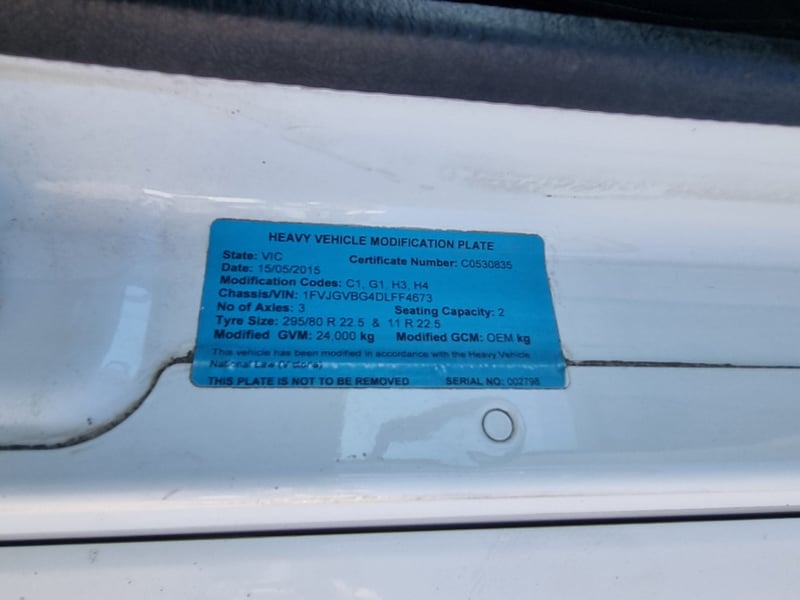 HEAVY VEHICLE MODIFICATION PLATE
State: VIC Certificate Number: C0530835
Date: 15/05/2015
Modification Codes: C1, G1, H3, H4
Chassis/VIN: 1FVJGVBG4DLFF4673
No of Axles: 3 Seating Capacity: 2
Tyre Size: 295/80 R 22.5 & 11 R 22.5
Modified GVM: 24,000 kg Modified GCM: OEM kg
This vehicle has been modified in accordance with the Heavy Vehicle
National Law (Victoria)
THIS PLATE IS NOT TO BE REMOVED SERIAL NO: 002798